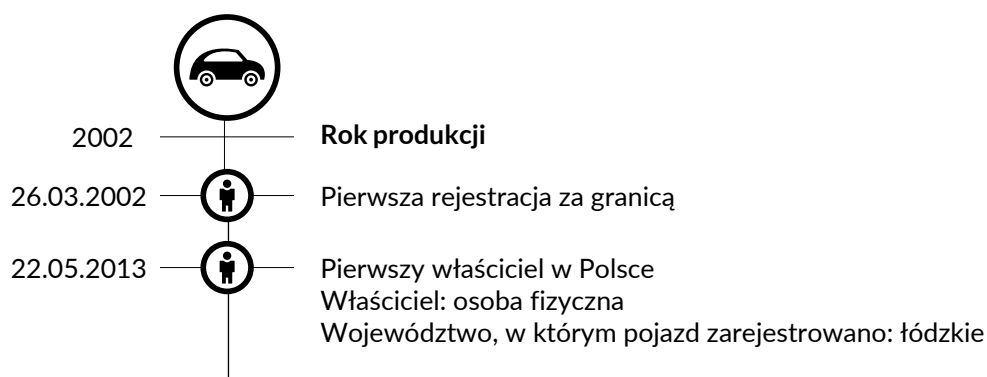 2002 Rok produkcji
26.03.2002 Pierwsza rejestracja za granicą
22.05.2013 Pierwszy właściciel w Polsce
Właściciel: osoba fizyczna
Województwo, w którym pojazd zarejestrowano: łódzkie